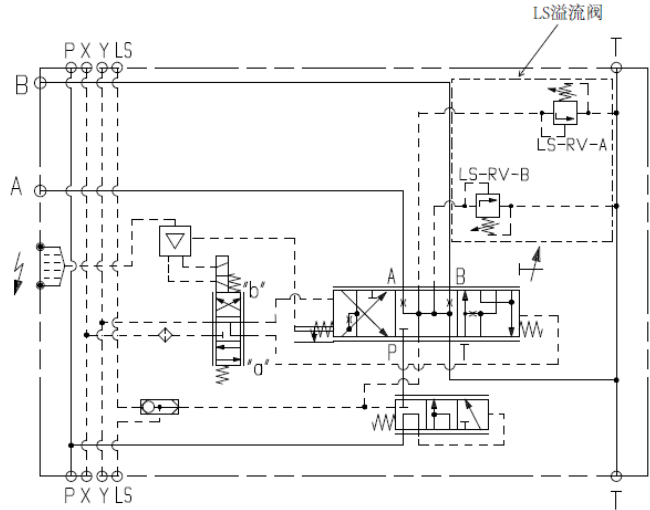 LS溢流阀
P X Y LS
T
B
LS-RV-A
LS-RV-B
A
"b"
A B
P T
"a"
P X Y LS
T